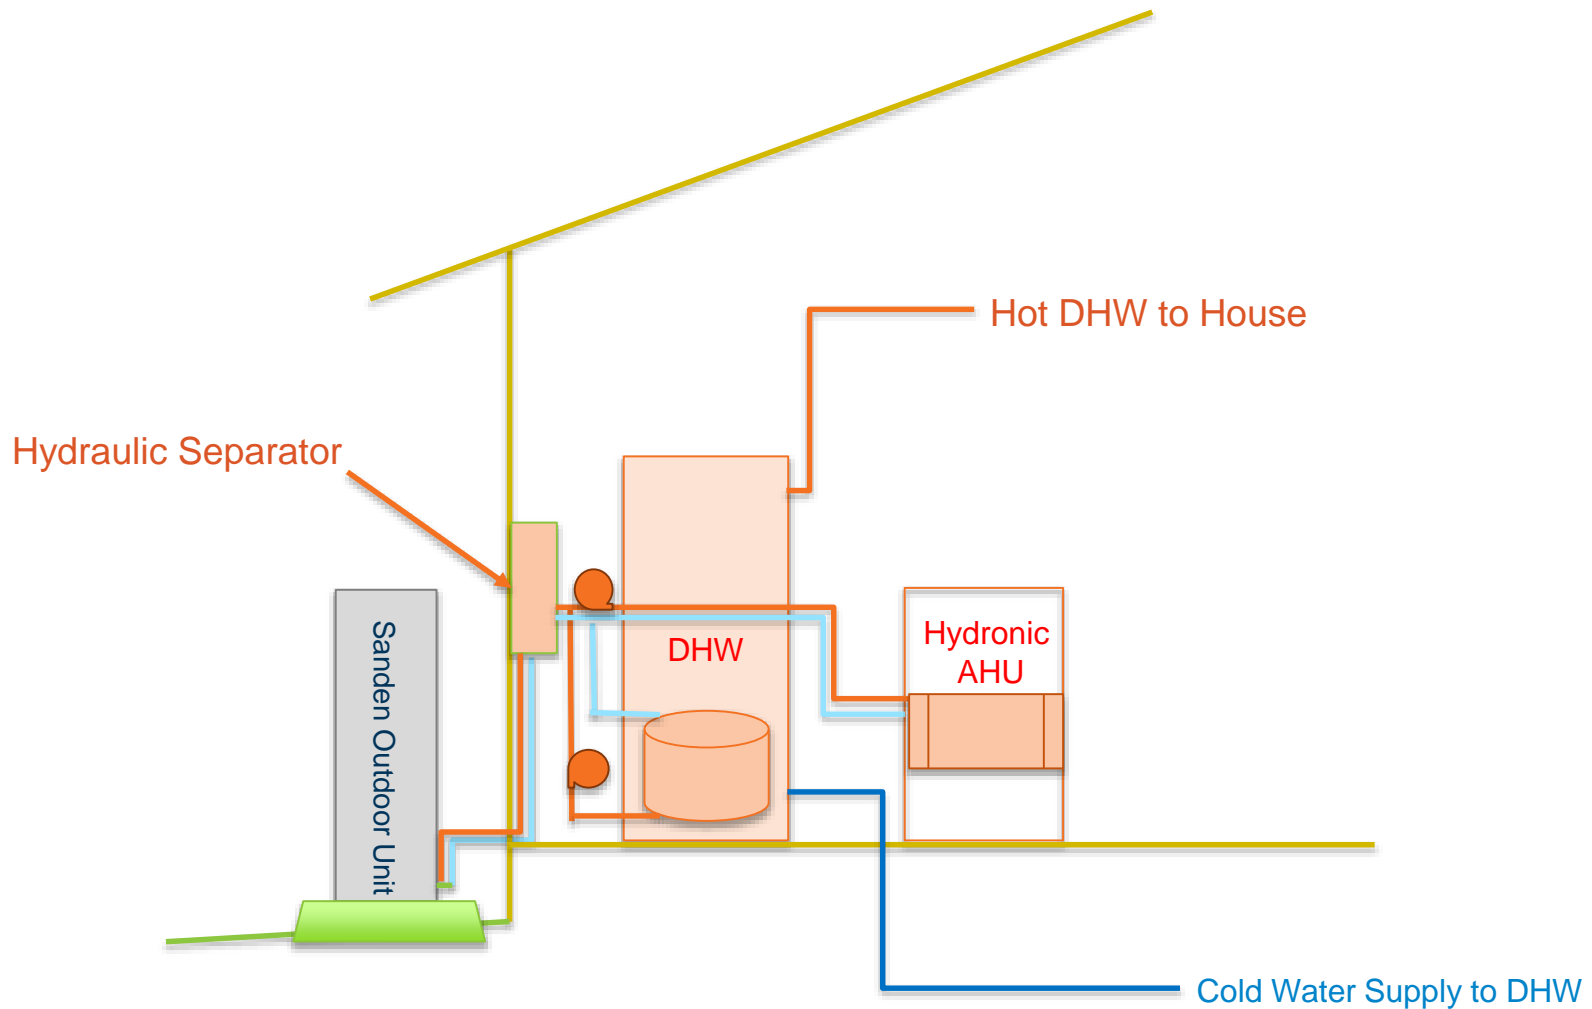 Hot DHW to House
Hydraulic Separator
Sanden Outdoor Unit
DHW
Hydronic
AHU
Cold Water Supply to DHW